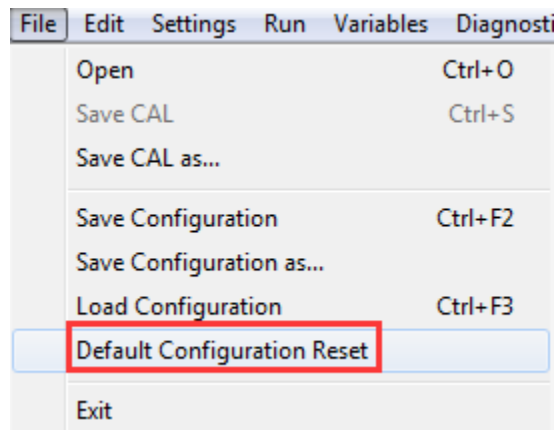 File Edit Settings Run Variables Diagnosti
Open Ctrl+O
Save CAL Ctrl+S
Save CAL as...
Save Configuration Ctrl+F2
Save Configuration as...
Load Configuration Ctrl+F3
Default Configuration Reset
Exit